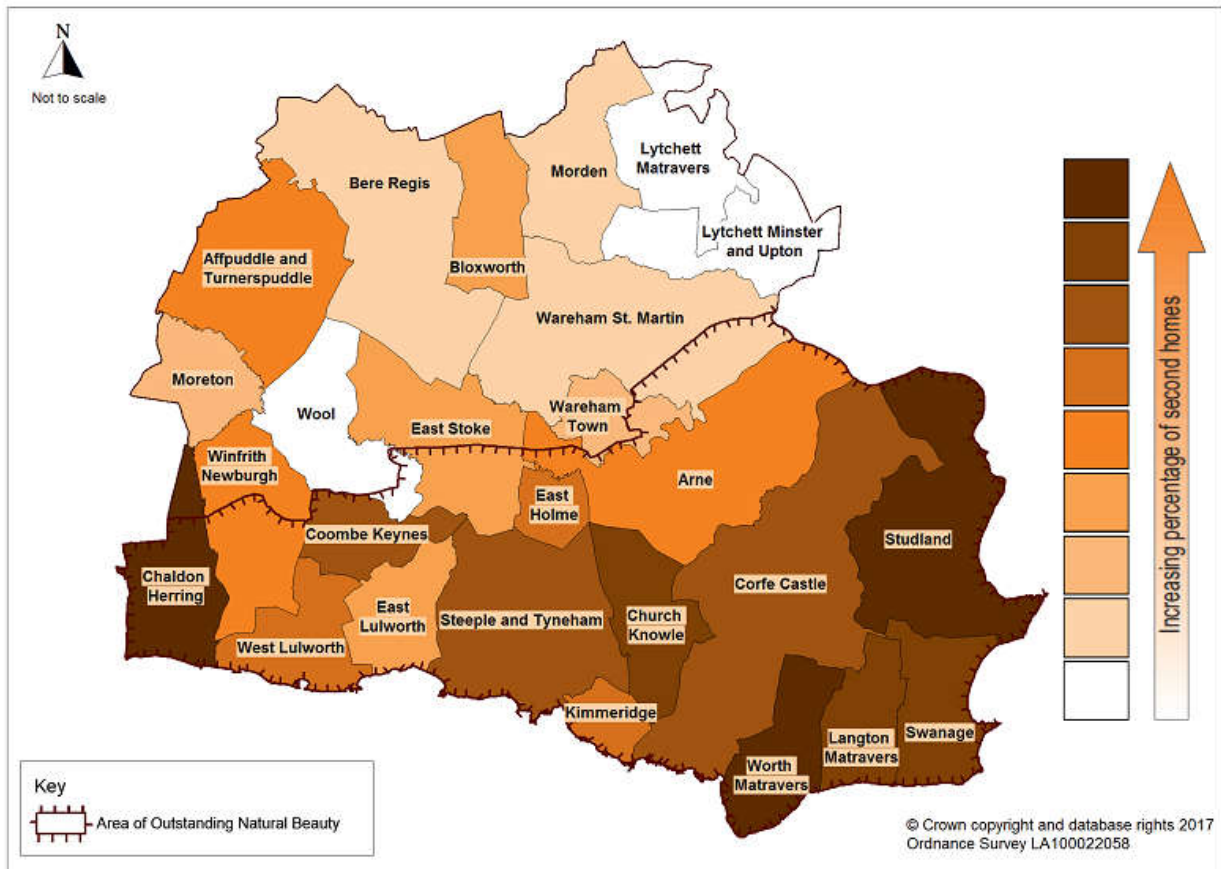 N
Not to scale
Lytchett
Matravers
Morden
Bere Regis
Lytchett Minster
and Upton
Affpuddle and
Turnerspuddle
Bloxworth
Wareham St. Martin
Moreton
Wool
Wareham
Town
East Stoke
Winfrith
Newburgh
Arne
East
Holme
Coombe Keynes
Studland
Chaldon
Herring
Corfe Castle
East
Lulworth
Steeple and Tyneham
Church
Knowle
West Lulworth
Kimmeridge
Langton
Matravers
Swanage
Worth
Matravers
Increasing percentage of second homes
Key
Area of Outstanding Natural Beauty
© Crown copyright and database rights 2017
Ordnance Survey LA100022058